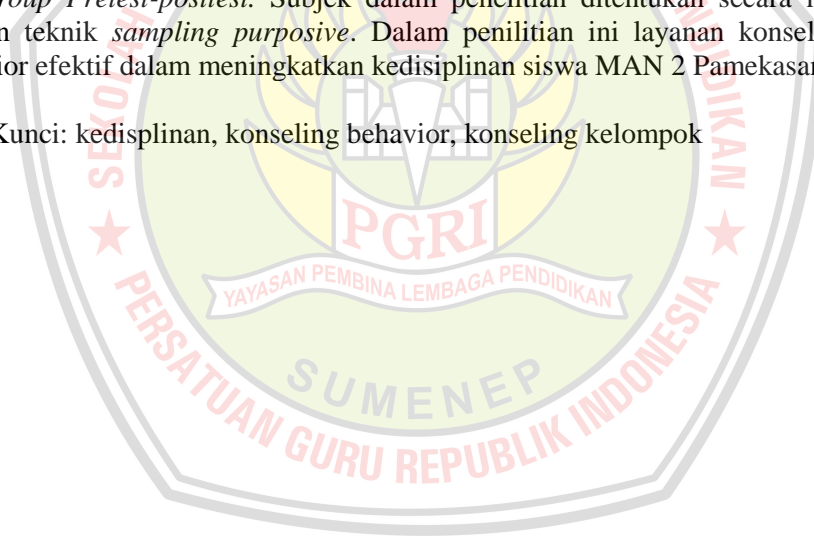 roup Pretest-posttest. Subjek dalam penelitian ditentukan secara
n teknik sampling purposive. Dalam penilitian ini layanan konsel
ior efektif dalam meningkatkan kedisiplinan siswa MAN 2 Pamekasan
Kunci: kedisplinan, konseling behavior, konseling kelompok
SEKOLAH
NDIDIKAN
PGRI
YAYASAN PEMBINA LEMBAGA PENDIDIKAN
SUMENEP
PERSATUAN GURU REPUBLIK INDONESIA